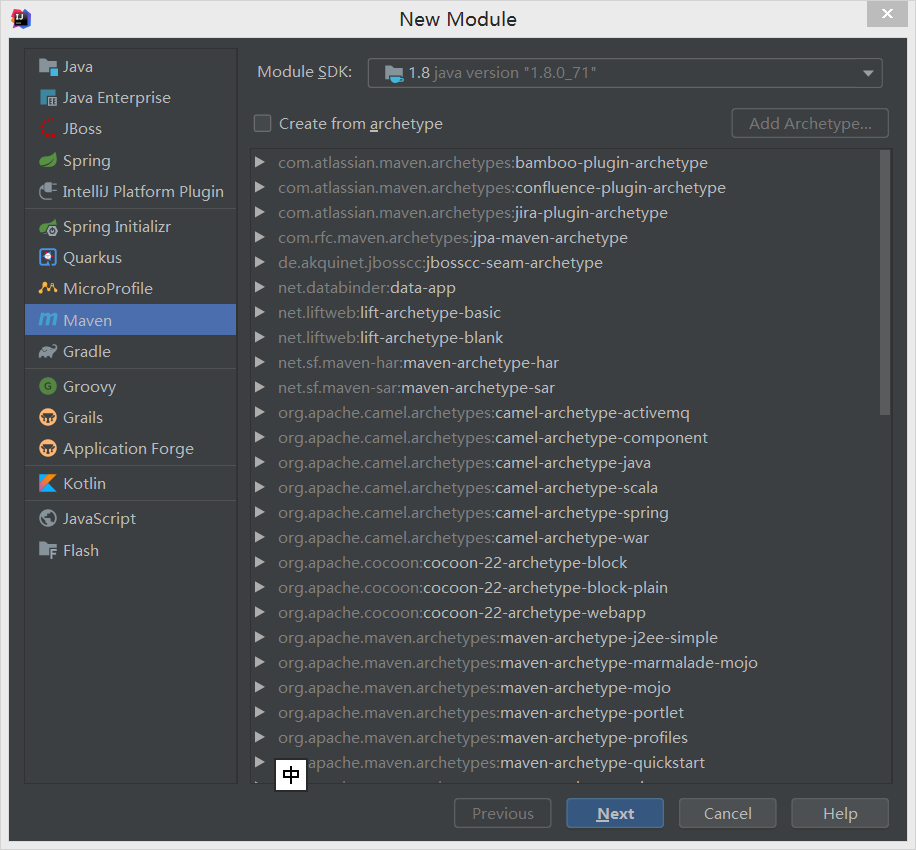 New Module
Java
Java Enterprise
JBoss
Spring
IntelliJ Platform Plugin
Spring Initializr
Quarkus
MicroProfile
Maven
Gradle
Groovy
Grails
Application Forge
Kotlin
JavaScript
Flash
Module SDK:
1.8 java version "1.8.0_71"
Create from archetype
Add Archetype...
com.atlassian.maven.archetypes:bamboo-plugin-archetype
com.atlassian.maven.archetypes:confluence-plugin-archetype
com.atlassian.maven.archetypes:jira-plugin-archetype
com.rfc.maven.archetypes:jpa-maven-archetype
de.akquinet.jbosscc:jbosscc-seam-archetype
net.databinder:data-app
net.liftweb:lift-archetype-basic
net.liftweb:lift-archetype-blank
net.sf.maven-har:maven-archetype-har
net.sf.maven-sar:maven-archetype-sar
org.apache.camel.archetypes:camel-archetype-activemq
org.apache.camel.archetypes:camel-archetype-component
org.apache.camel.archetypes:camel-archetype-java
org.apache.camel.archetypes:camel-archetype-scala
org.apache.camel.archetypes:camel-archetype-spring
org.apache.camel.archetypes:camel-archetype-war
org.apache.cocoon:cocoon-22-archetype-block
org.apache.cocoon:cocoon-22-archetype-block-plain
org.apache.cocoon:cocoon-22-archetype-webapp
org.apache.maven.archetypes:maven-archetype-j2ee-simple
org.apache.maven.archetypes:maven-archetype-marmalade-mojo
org.apache.maven.archetypes:maven-archetype-mojo
org.apache.maven.archetypes:maven-archetype-portlet
org.apache.maven.archetypes:maven-archetype-profiles
apache.maven.archetypes:maven-archetype-quickstart
中
Previous
Next
Cancel
Help